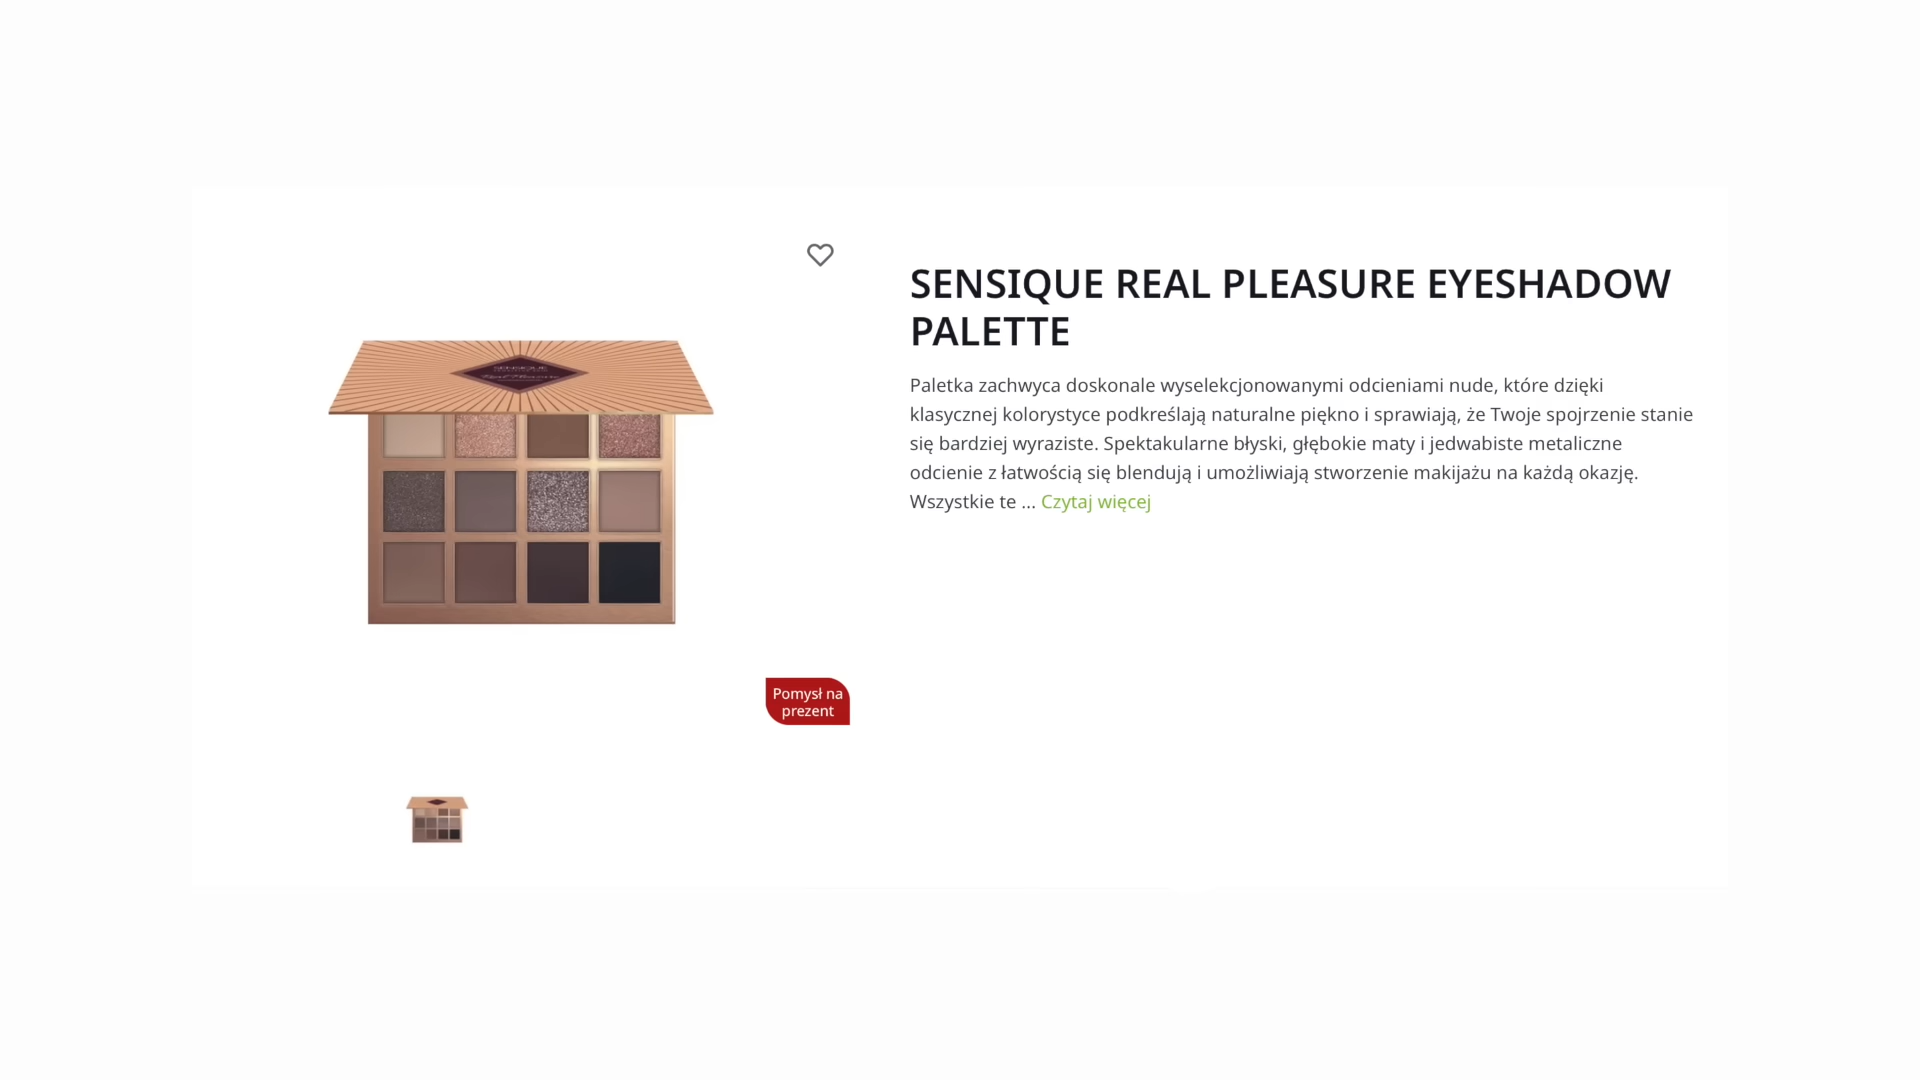 SENSIQUE REAL PLEASURE EYESHADOW
PALETTE
Paletka zachwyca doskonale wyselekcjonowanymi odcieniami nude, które dzięki
klasycznej kolorystyce podkreślają naturalne piękno i sprawiają, że Twoje spojrzenie stanie
się bardziej wyraziste. Spektakularne błyski, głębokie maty i jedwabiste metaliczne
odcienie z łatwością się blendują i umożliwiają stworzenie makijażu na każdą okazję.
Wszystkie te ... Czytaj więcej
SENSIQUE
Pomysł na
prezent